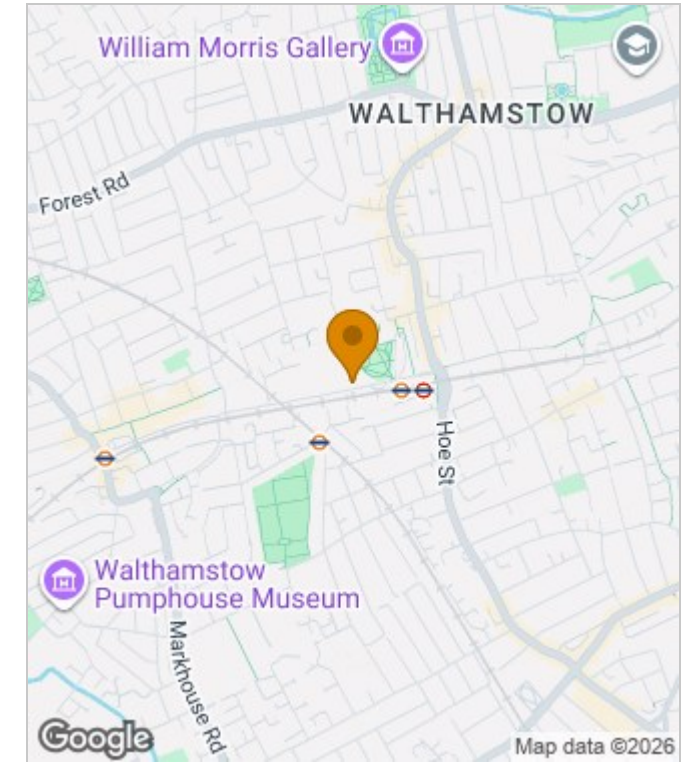 William Morris Gallery
WALTHAMSTOW
Forest Rd
Hoe St
Walthamstow
Pumphouse Museum
Markhouse Rd
Google
Map data ©2026